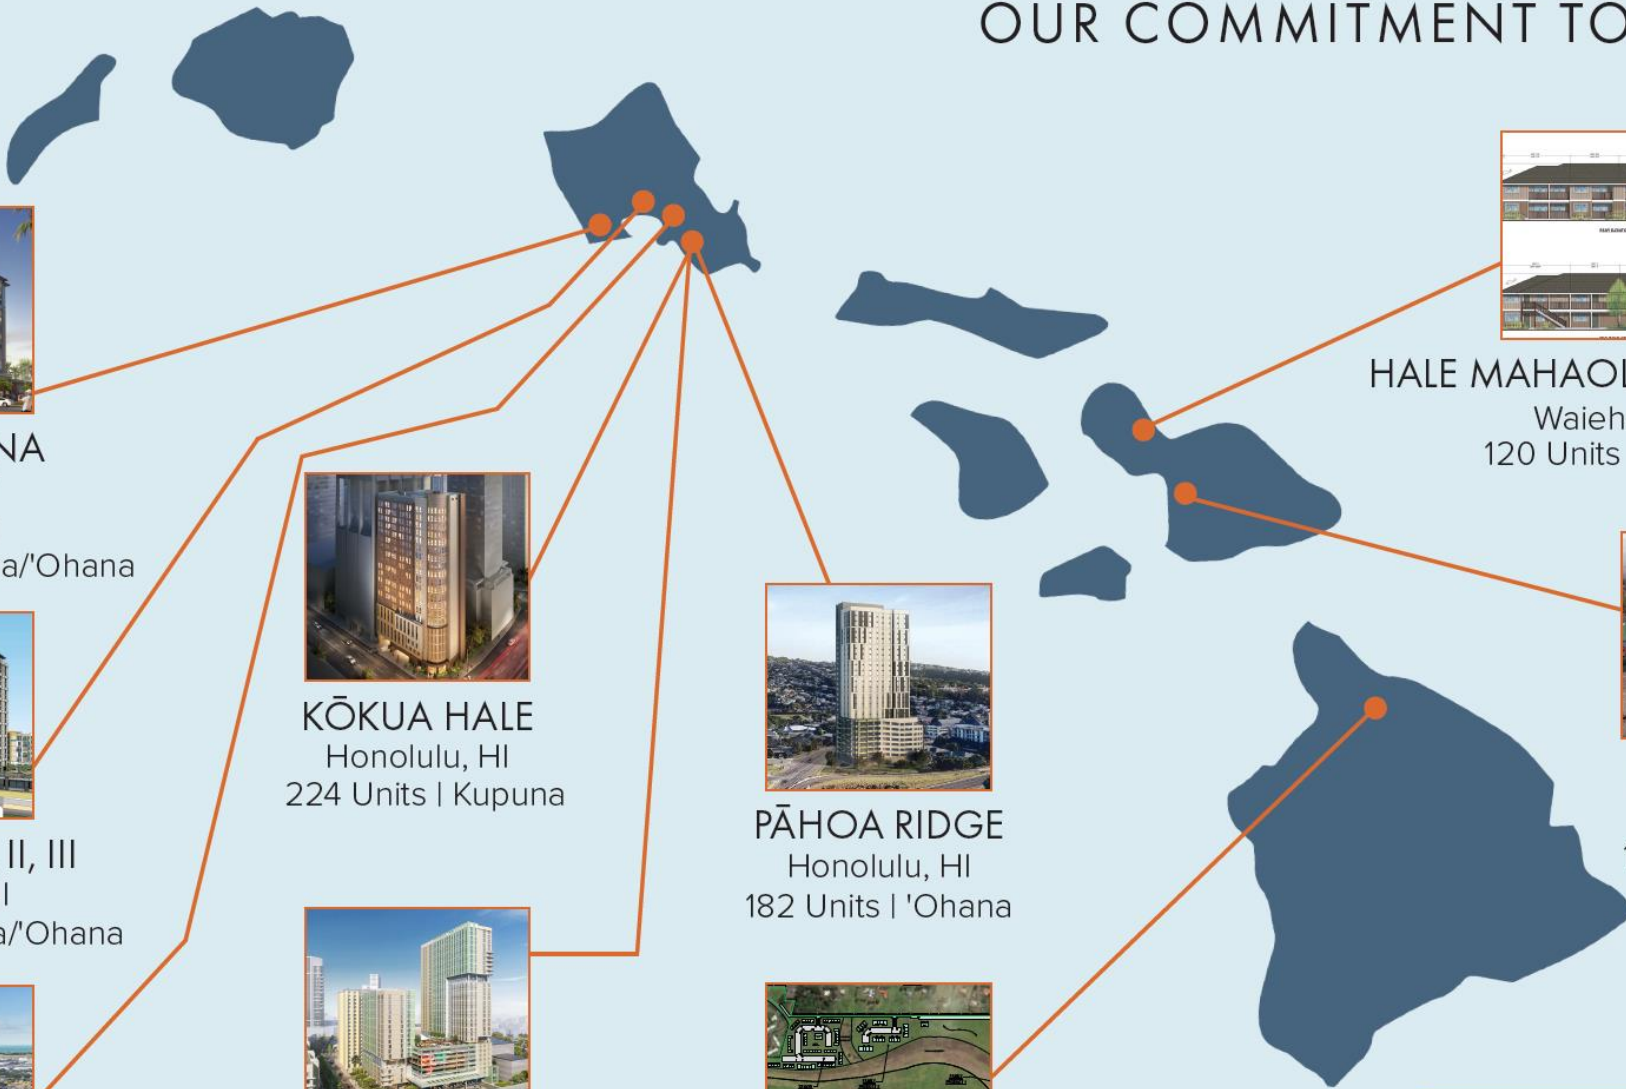 OUR COMMITMENT TO
HALE MAHAOL
Waieh
120 Units
NA
a/'Ohana
KŌKUA HALE
Honolulu, HI
224 Units | Kupuna
PĀHOA RIDGE
Honolulu, HI
182 Units | 'Ohana
II, III
I
a/'Ohana